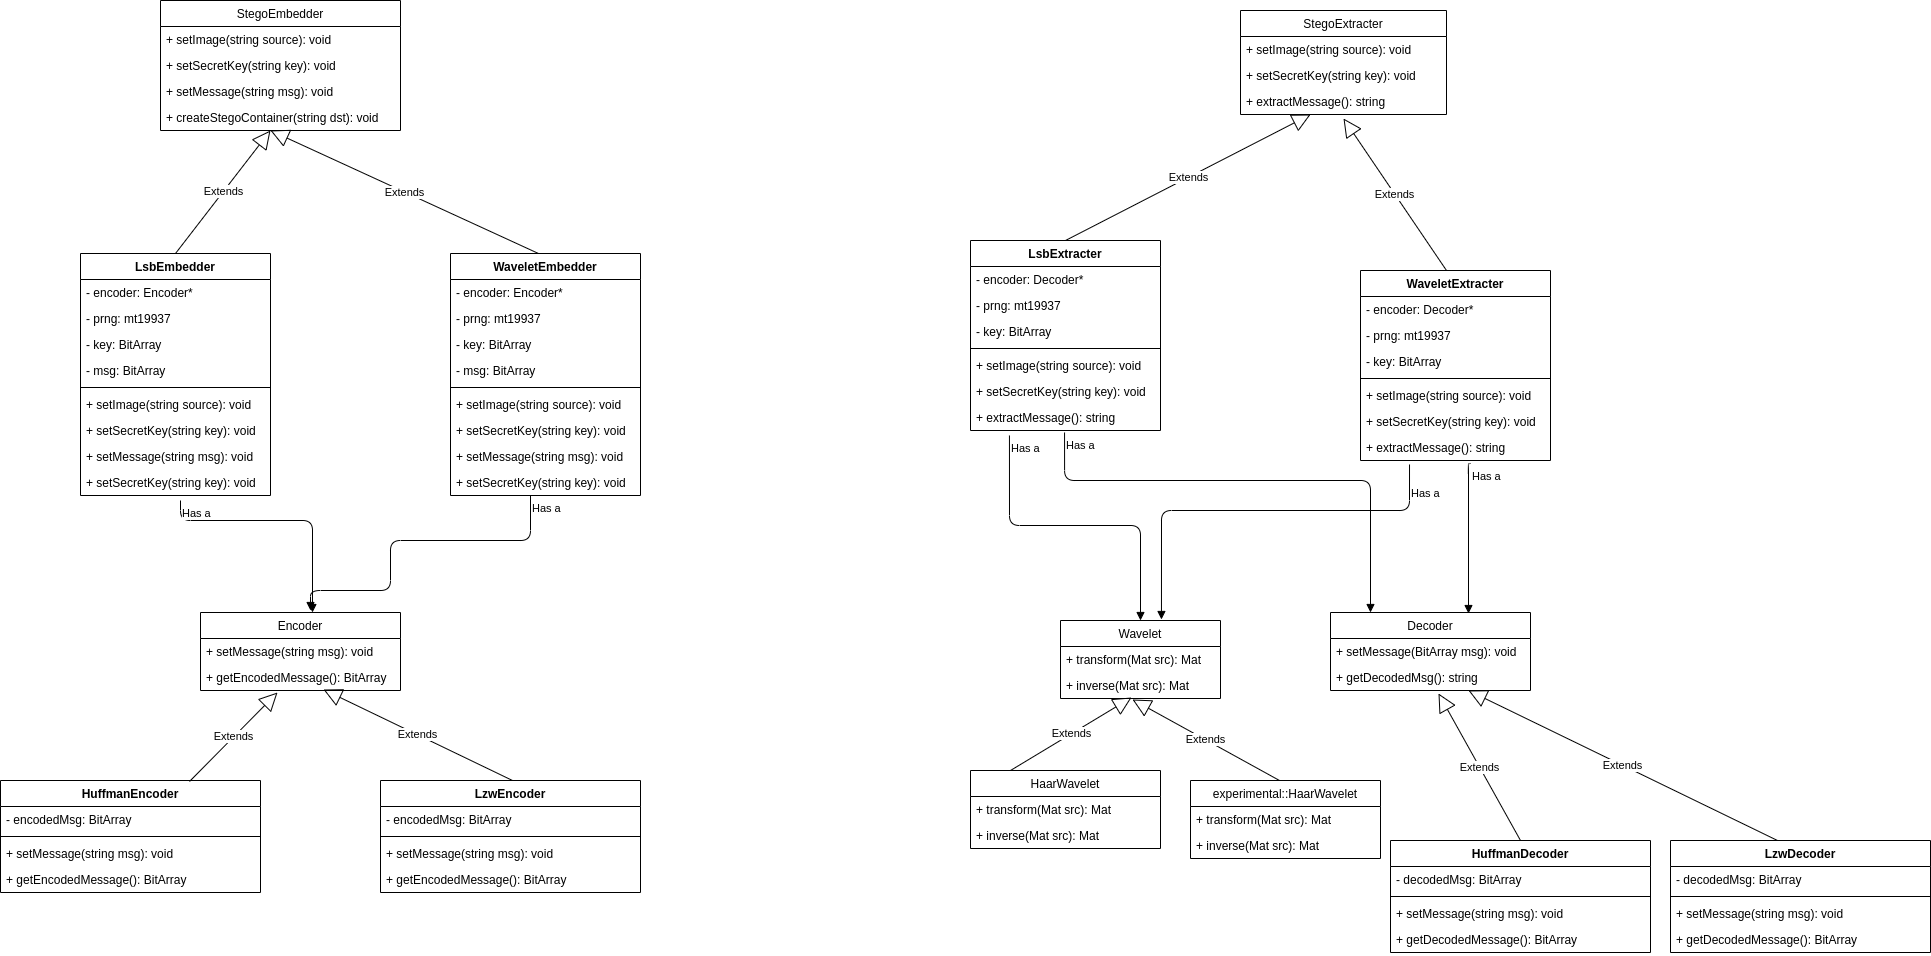 StegoEmbedder
+ setImage(string source): void
+ setSecretKey(string key): void
+ setMessage(string msg): void
+ createStegoContainer(string dst): void
Extends
Extends
LsbEmbedder
- encoder: Encoder*
- prng: mt19937
- key: BitArray
- msg: BitArray
+ setImage(string source): void
+ setSecretKey(string key): void
+ setMessage(string msg): void
+ setSecretKey(string key): void
Has a
WaveletEmbedder
- encoder: Encoder*
- prng: mt19937
- key: BitArray
- msg: BitArray
+ setImage(string source): void
+ setSecretKey(string key): void
+ setMessage(string msg): void
+ setSecretKey(string key): void
Has a
Encoder
+ setMessage(string msg): void
+ getEncodedMessage(): BitArray
Extends
Extends
HuffmanEncoder
- encodedMsg: BitArray
+ setMessage(string msg): void
+ getEncodedMessage(): BitArray
LzwEncoder
- encodedMsg: BitArray
+ setMessage(string msg): void
+ getEncodedMessage(): BitArray
StegoExtracter
+ setImage(string source): void
+ setSecretKey(string key): void
+ extractMessage(): string
Extends
Extends
LsbExtracter
- encoder: Decoder*
- prng: mt19937
- key: BitArray
+ setImage(string source): void
+ setSecretKey(string key): void
+ extractMessage(): string
Has a
Has a
WaveletExtracter
- encoder: Decoder*
- prng: mt19937
- key: BitArray
+ setImage(string source): void
+ setSecretKey(string key): void
+ extractMessage(): string
Has a
Has a
Wavelet
+ transform(Mat src): Mat
+ inverse(Mat src): Mat
Extends
Extends
HaarWavelet
+ transform(Mat src): Mat
+ inverse(Mat src): Mat
experimental::HaarWavelet
+ transform(Mat src): Mat
+ inverse(Mat src): Mat
Decoder
+ setMessage(BitArray msg): void
+ getDecodedMsg(): string
Extends
Extends
HuffmanDecoder
- decodedMsg: BitArray
+ setMessage(string msg): void
+ getDecodedMessage(): BitArray
LzwDecoder
- decodedMsg: BitArray
+ setMessage(string msg): void
+ getDecodedMessage(): BitArray